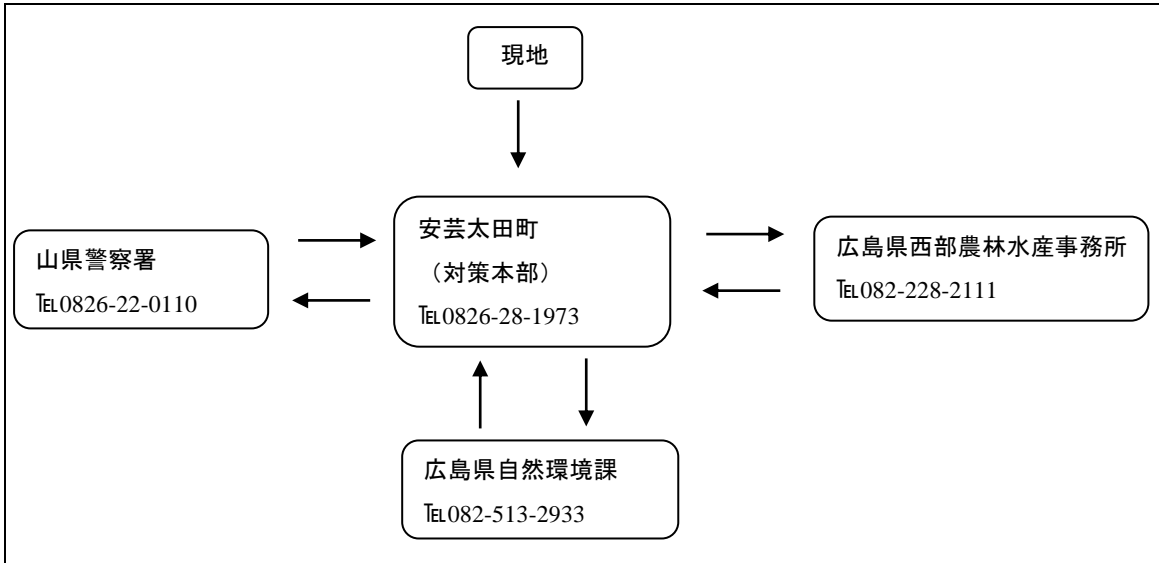 現地
安芸太田町
（対策本部）
℡0826-28-1973
山県警察署
℡0826-22-0110
広島県西部農林水産事務所
℡082-228-2111
広島県自然環境課
℡082-513-2933